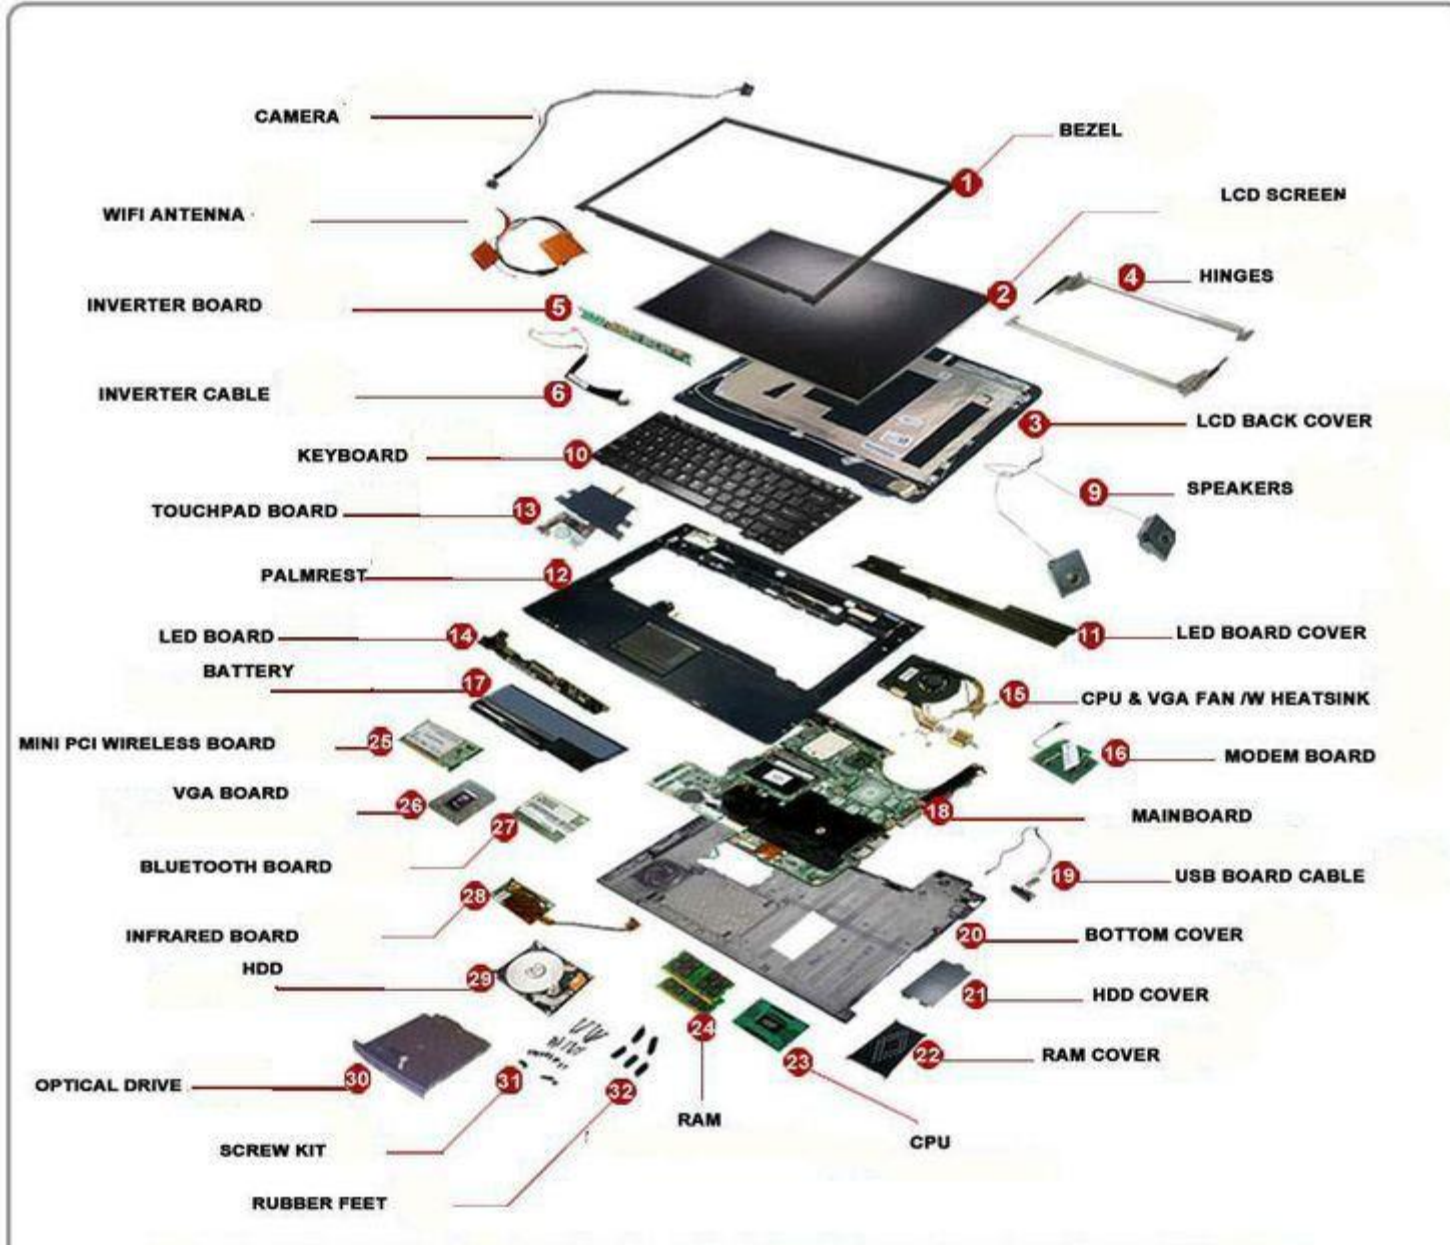 CAMERA
BEZEL
1
LCD SCREEN
WIFI ANTENNA
2
4 HINGES
INVERTER BOARD 5
INVERTER CABLE 6
3 LCD BACK COVER
KEYBOARD 10
9 SPEAKERS
TOUCHPAD BOARD 13
PALMREST 12
LED BOARD 14
11 LED BOARD COVER
BATTERY 17
15 CPU & VGA FAN /W HEATSINK
MINI PCI WIRELESS BOARD 25
16 MODEM BOARD
VGA BOARD 26
18 MAINBOARD
27
BLUETOOTH BOARD
19 USB BOARD CABLE
28
INFRARED BOARD
20 BOTTOM COVER
HDD 29
21 HDD COVER
24
23
22 RAM COVER
OPTICAL DRIVE 30
31
32
RAM
CPU
SCREW KIT
RUBBER FEET